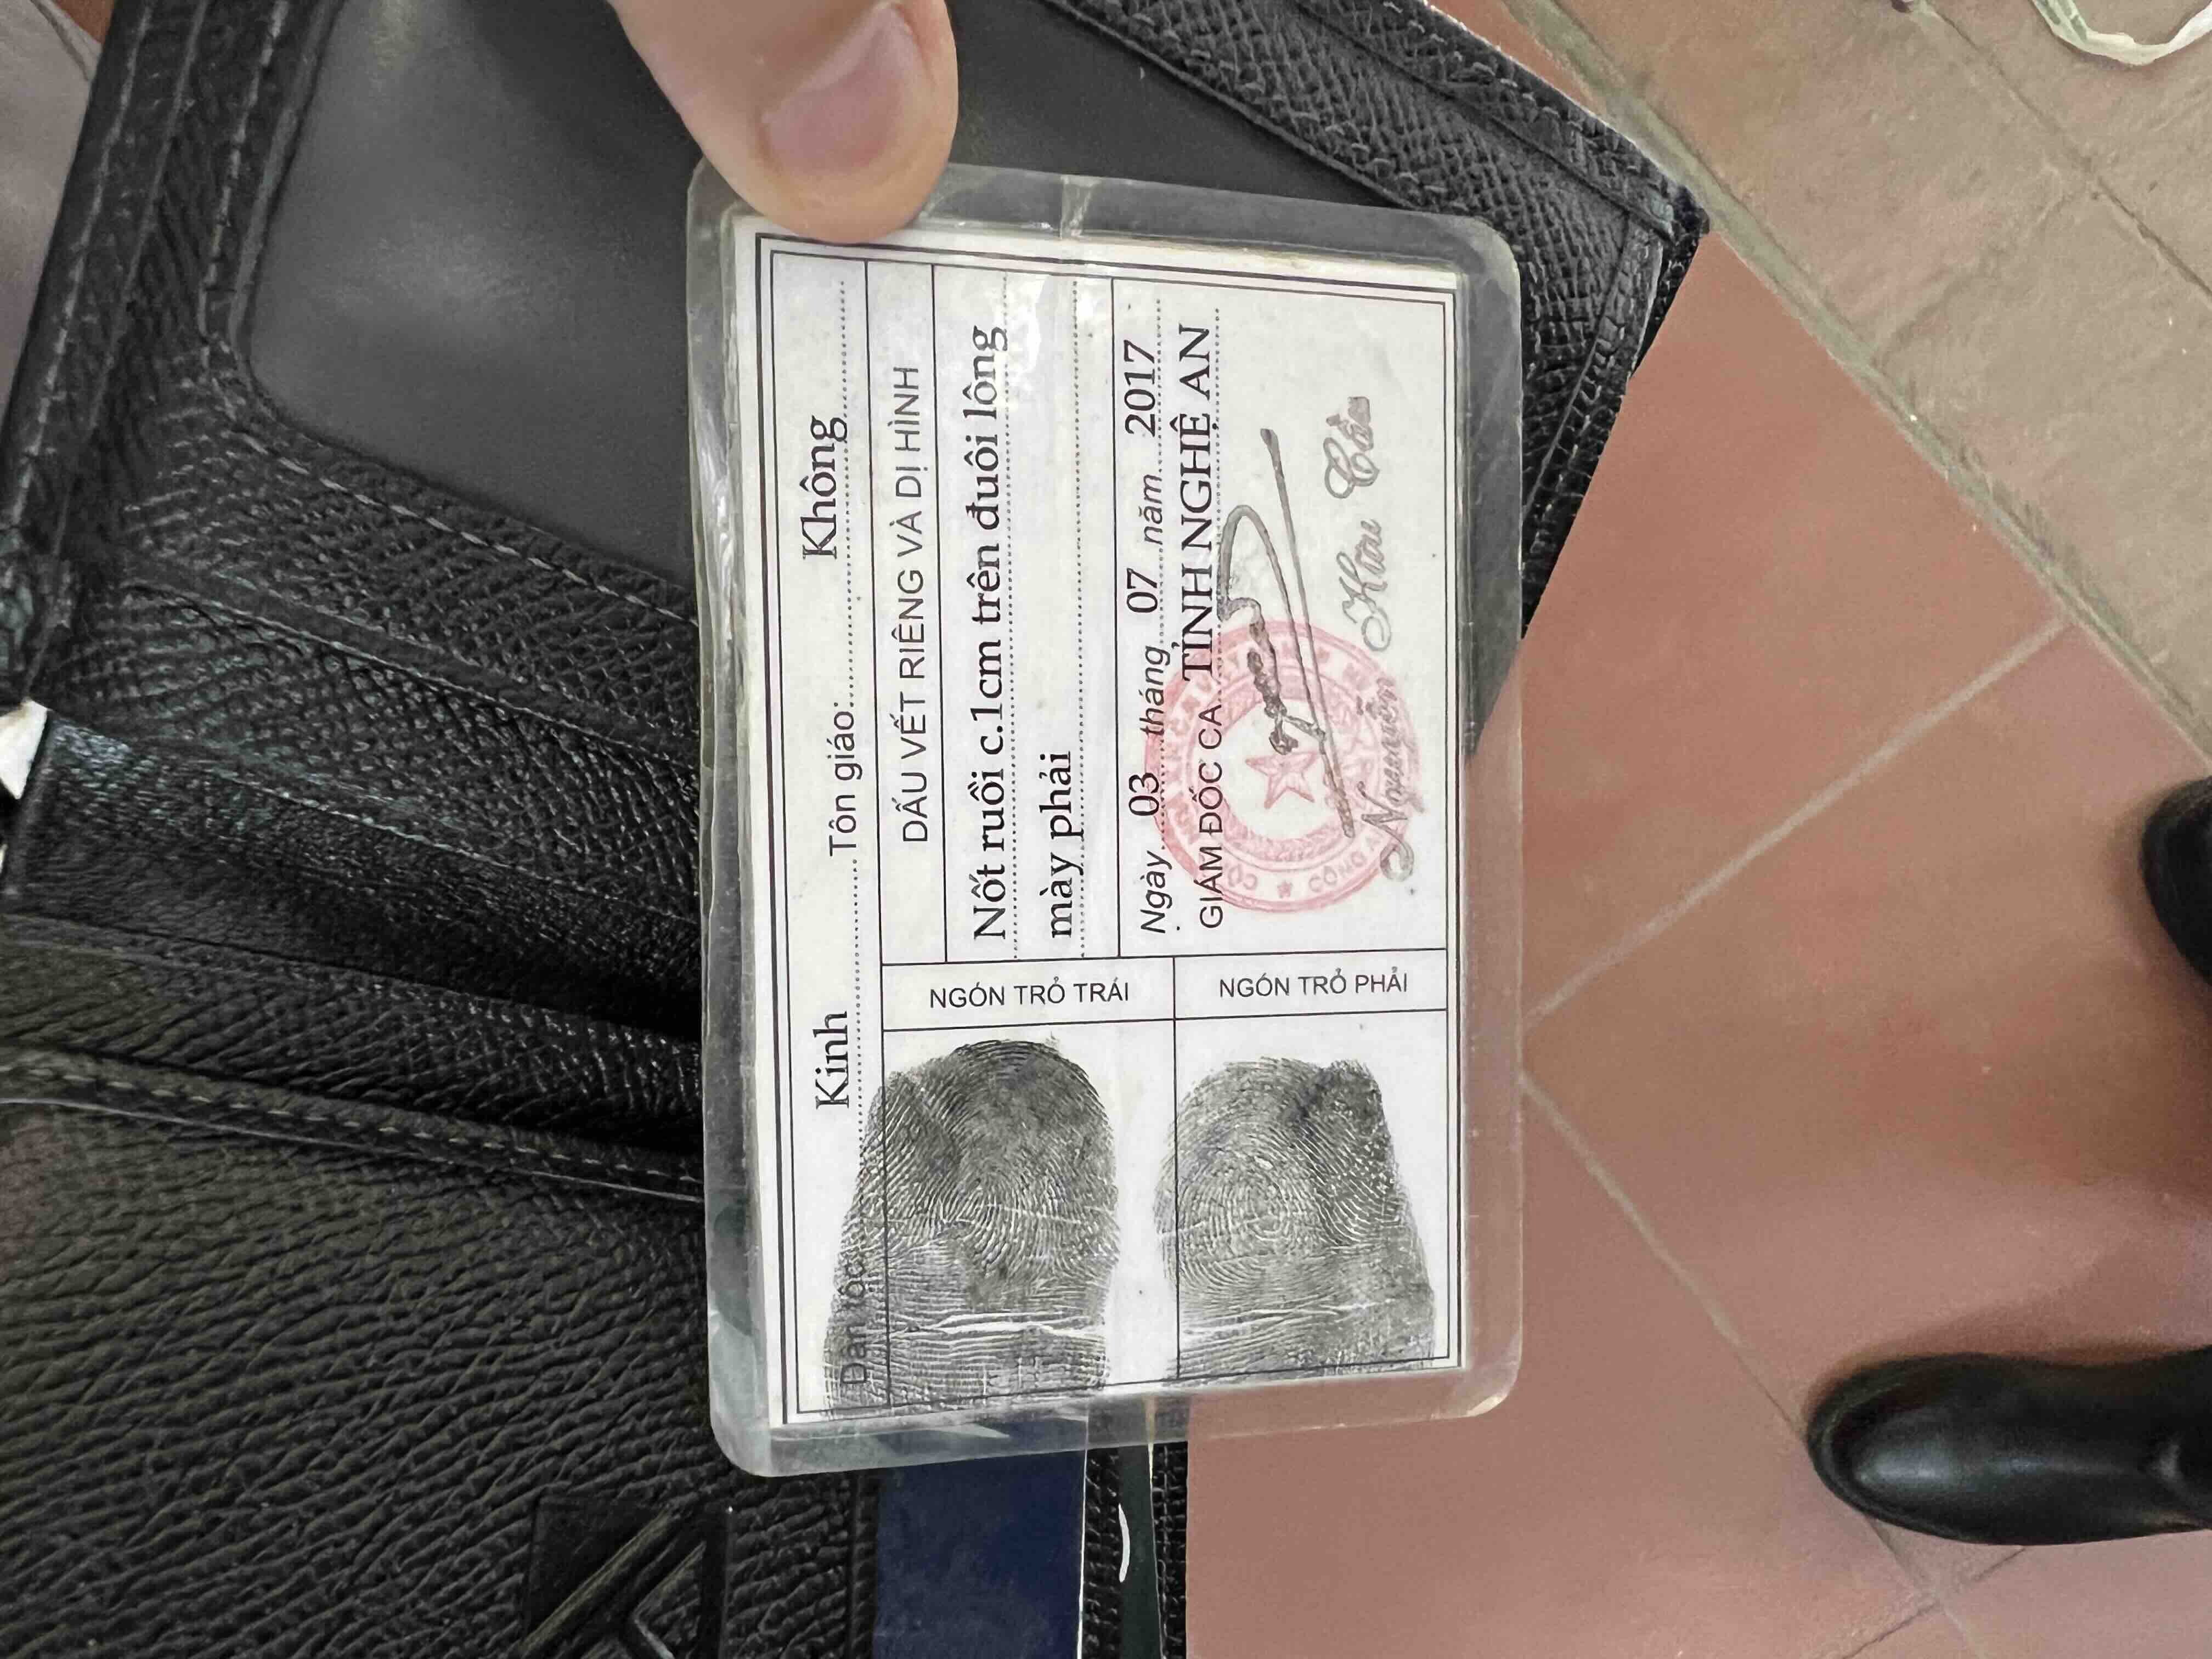 Dân tộc: Kinh Tôn giáo: Không
DẤU VẾT RIÊNG VÀ DỊ HÌNH
Nốt ruồi c.1cm trên đuôi lông
mày phải
NGÓN TRỎ TRÁI
Ngày 03 tháng 07 năm 2017
GIÁM ĐỐC CA. TỈNH NGHỆ AN
NGÓN TRỎ PHẢI
Nguyễn Hữu Cầu